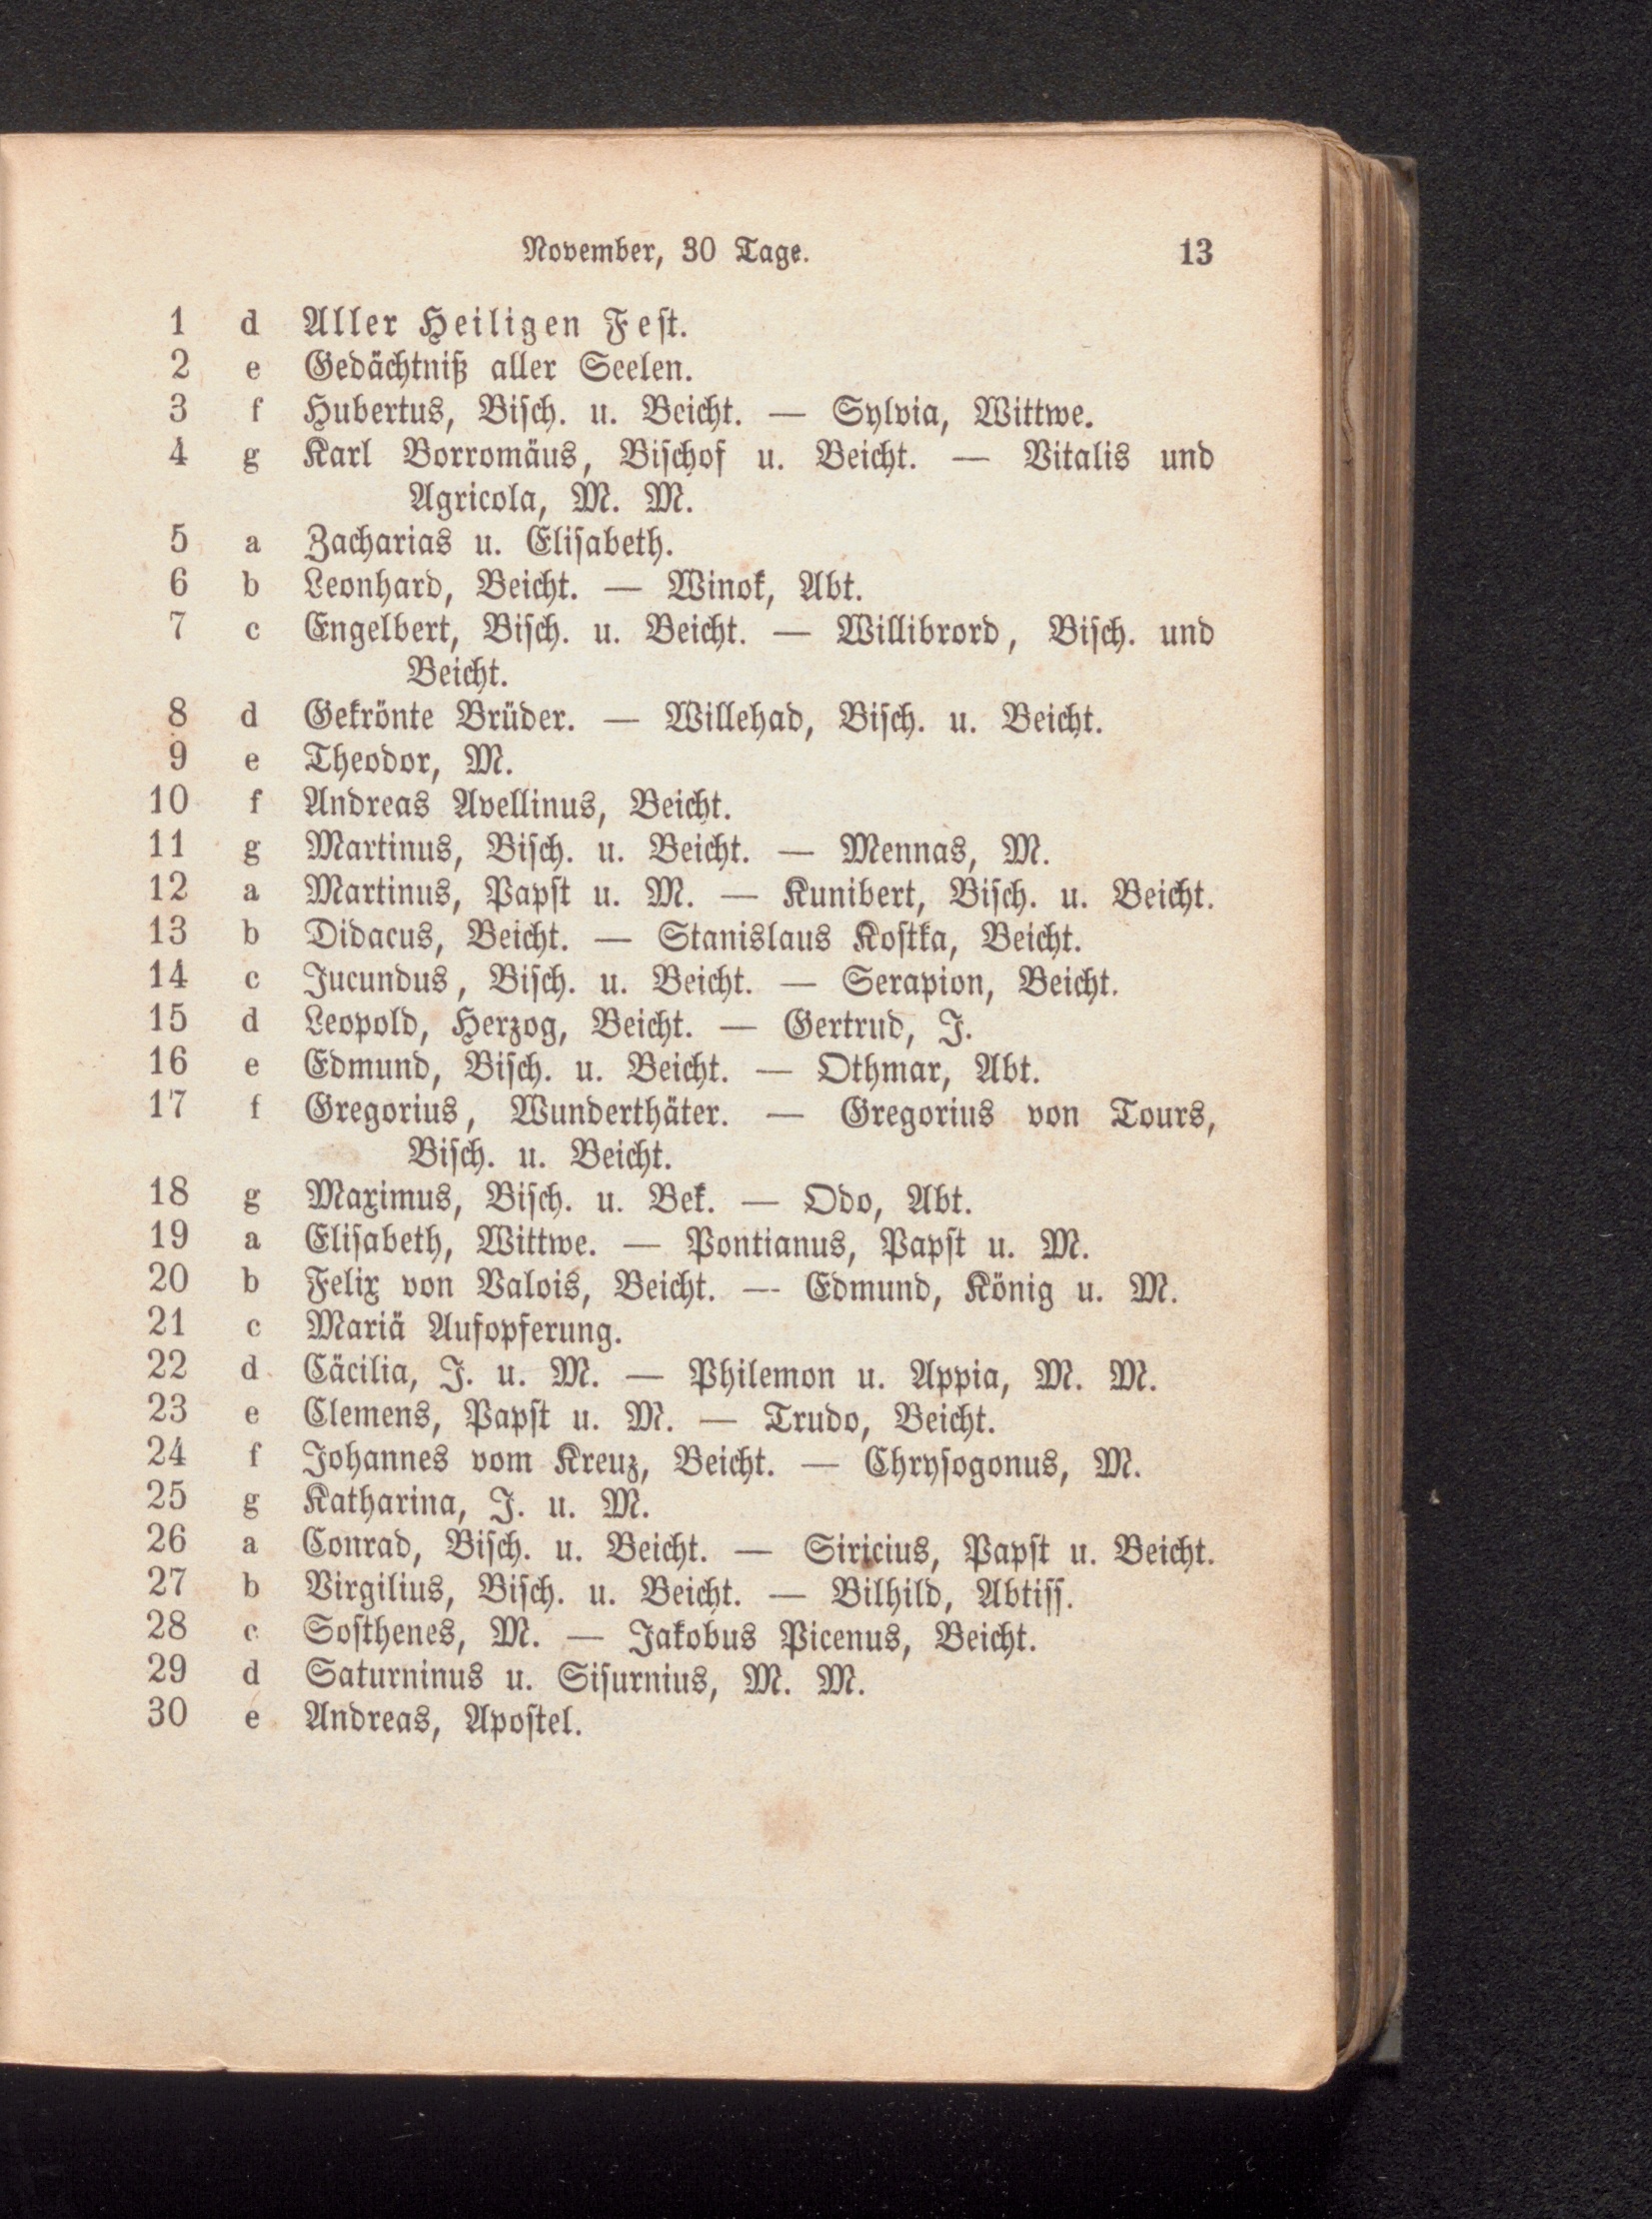 November, 30 Tage. 13
1 d Aller Heiligen Fest.
2 e Gedächtniß aller Seelen.
3 f Hubertus, Bisch. u. Beicht. — Sylvia, Wittwe.
4 g Karl Borromäus, Bischof u. Beicht. — Vitalis und
Agricola, M. M.
5 a Zacharias u. Elisabeth.
6 b Leonhard, Beicht. — Winok, Abt.
7 c Engelbert, Bisch. u. Beicht. — Willibrord, Bisch. und
Beicht.
8 d Gekrönte Brüder. — Willehad, Bisch. u. Beicht.
9 e Theodor, M.
10 f Andreas Avellinus, Beicht.
11 g Martinus, Bisch. u. Beicht. — Mennas, M.
12 a Martinus, Papst u. M. — Kunibert, Bisch. u. Beicht.
13 b Didacus, Beicht. — Stanislaus Kostka, Beicht.
14 c Jucundus, Bisch. u. Beicht. — Serapion, Beicht.
15 d Leopold, Herzog, Beicht. — Gertrud, J.
16 e Edmund, Bisch. u. Beicht. — Othmar, Abt.
17 f Gregorius, Wunderthäter. — Gregorius von Tours,
Bisch. u. Beicht.
18 g Maximus, Bisch. u. Bek. — Odo, Abt.
19 a Elisabeth, Wittwe. — Pontianus, Papst u. M.
20 b Felix von Valois, Beicht. — Edmund, König u. M.
21 c Mariä Aufopferung.
22 d Cäcilia, J. u. M. — Philemon u. Appia, M. M.
23 e Clemens, Papst u. M. — Trudo, Beicht.
24 f Johannes vom Kreuz, Beicht. — Chrysogonus, M.
25 g Katharina, J. u. M.
26 a Conrad, Bisch. u. Beicht. — Siricius, Papst u. Beicht.
27 b Virgilius, Bisch. u. Beicht. — Bilhild, Abtiss.
28 c Sosthenes, M. — Jakobus Picenus, Beicht.
29 d Saturninus u. Sisurnius, M. M.
30 e Andreas, Apostel.